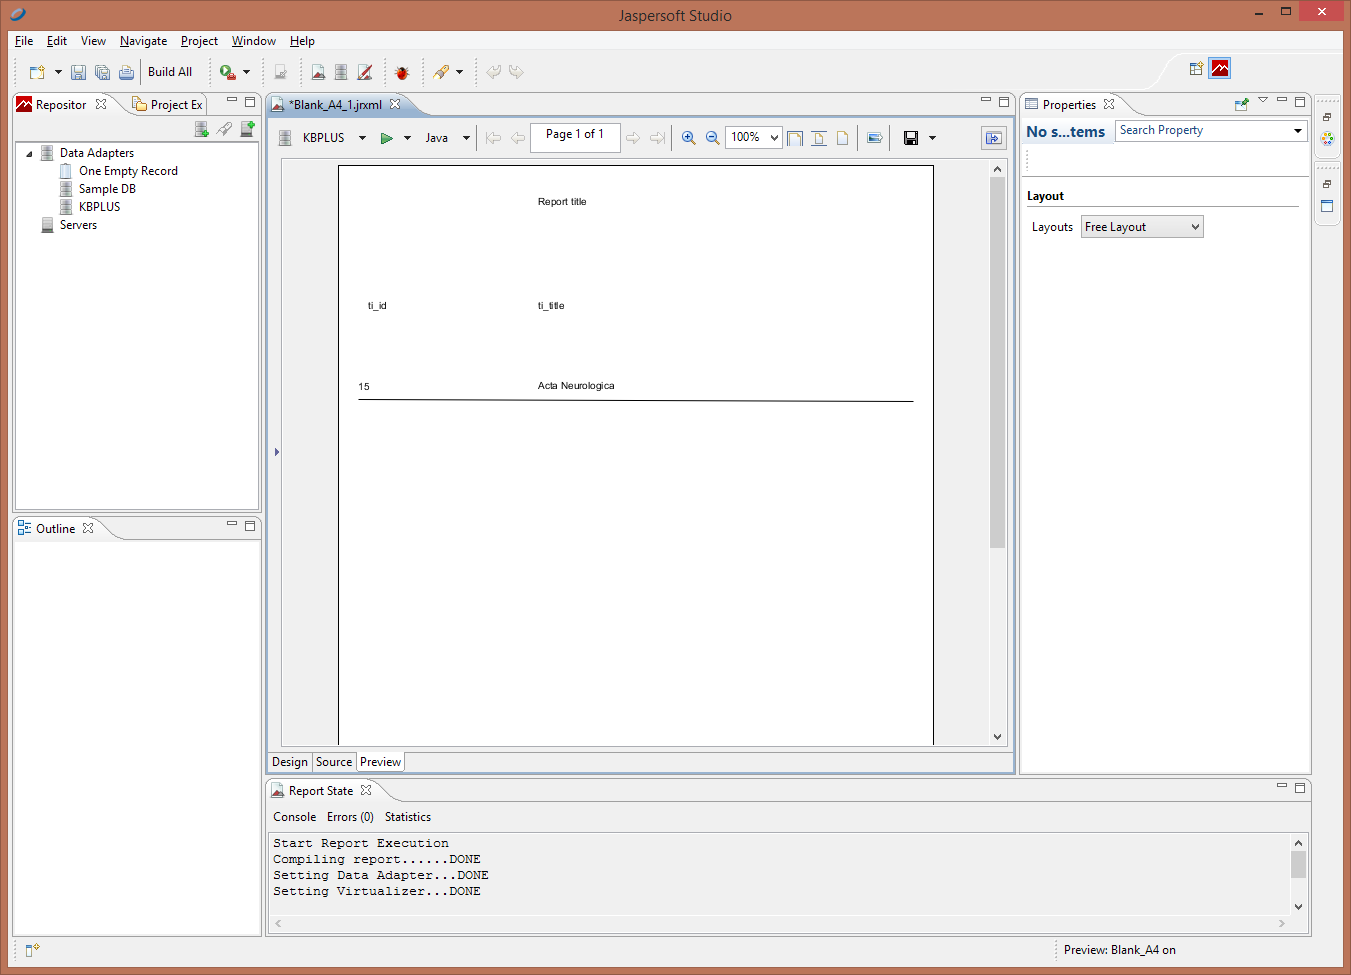 Jaspersoft Studio
File Edit View Navigate Project Window Help
Build All
Repositor Project Ex
Data Adapters
One Empty Record
Sample DB
KBPLUS
Servers
Outline
*Blank_A4_1.jrxml
KBPLUS Java Page 1 of 1 100%
Report title
ti_id ti_title
15 Acta Neurologica
Design Source Preview
Properties
No s...tems Search Property
Layout
Layouts Free Layout
Report State
Console Errors (0) Statistics
Start Report Execution
Compiling report......DONE
Setting Data Adapter...DONE
Setting Virtualizer...DONE
Preview: Blank_A4 on